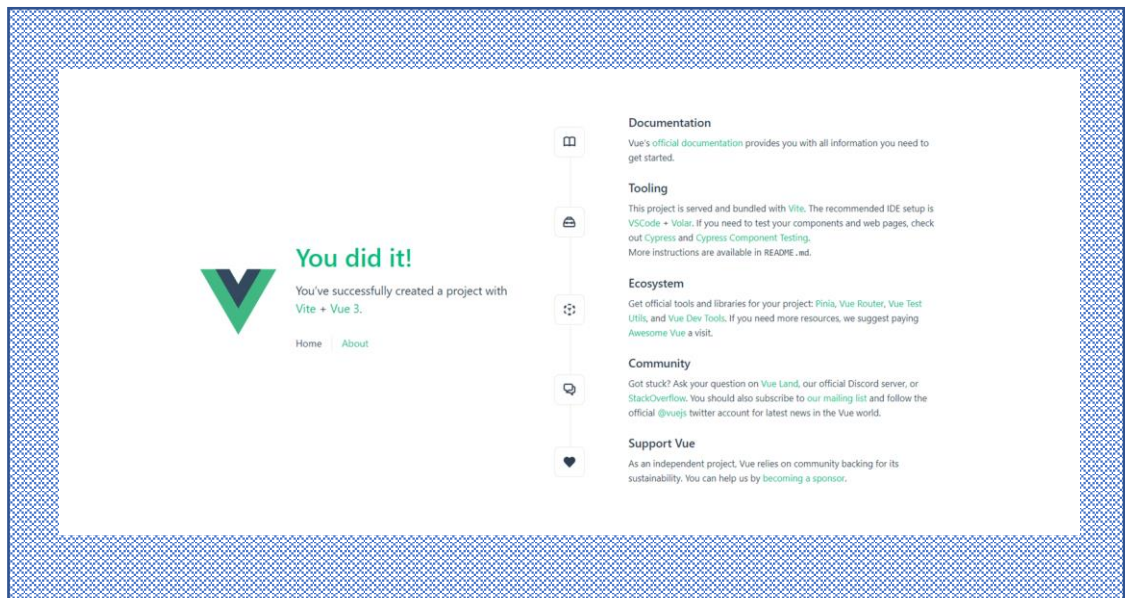 You did it!
You've successfully created a project with
Vite + Vue 3.
Home
About
Documentation
Vue's official documentation provides you with all information you need to
get started.
Tooling
This project is served and bundled with Vite. The recommended IDE setup is
VSCode + Volar. If you need to test your components and web pages, check
out Cypress and Cypress Component Testing.
More instructions are available in README.md.
Ecosystem
Get official tools and libraries for your project: Pinia, Vue Router, Vue Test
Utils, and Vue Dev Tools. If you need more resources, we suggest paying
Awesome Vue a visit.
Community
Got stuck? Ask your question on Vue Land, our official Discord server, or
StackOverflow. You should also subscribe to our mailing list and follow the
official @vuejs twitter account for latest news in the Vue world.
Support Vue
As an independent project, Vue relies on community backing for its
sustainability. You can help us by becoming a sponsor.